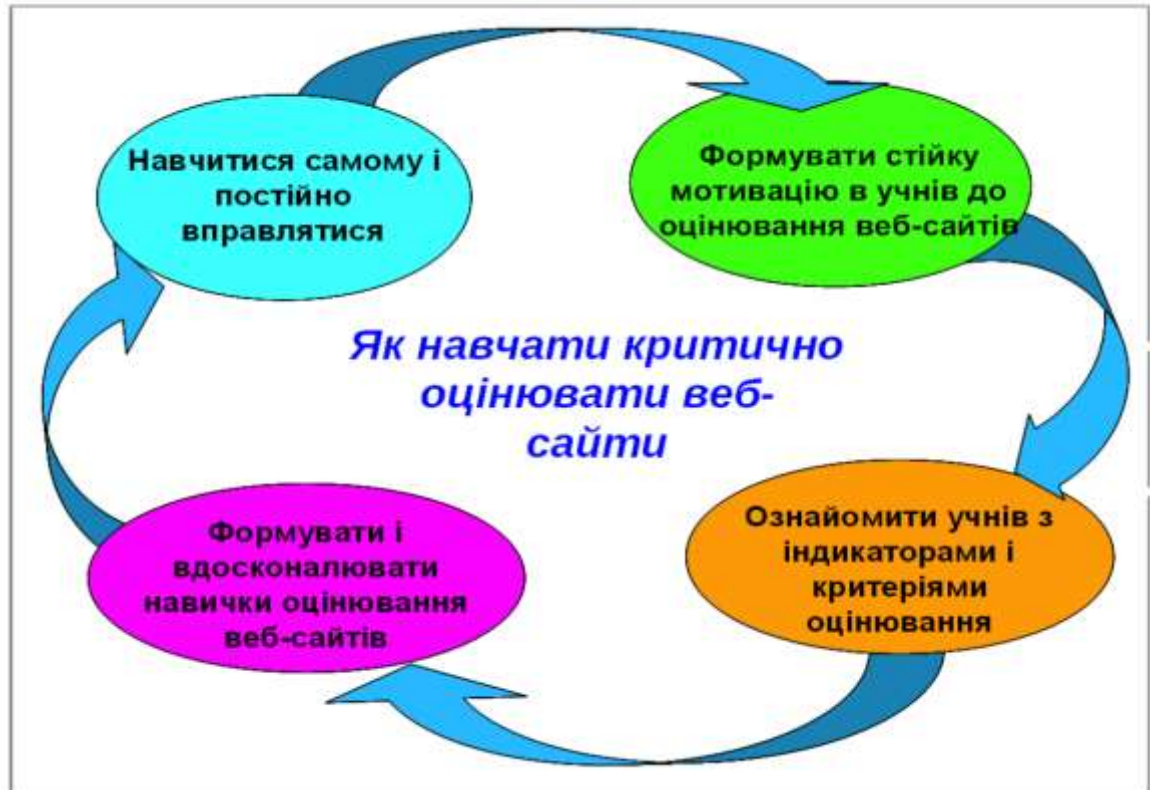 Навчитися самому і
постійно
вправлятися
Формувати стійку
мотивацію в учнів до
оцінювання веб-сайтів
Як навчати критично
оцінювати веб-
сайти
Формувати і
вдосконалювати
навички оцінювання
веб-сайтів
Ознайомити учнів з
індикаторами і
критеріями
оцінювання